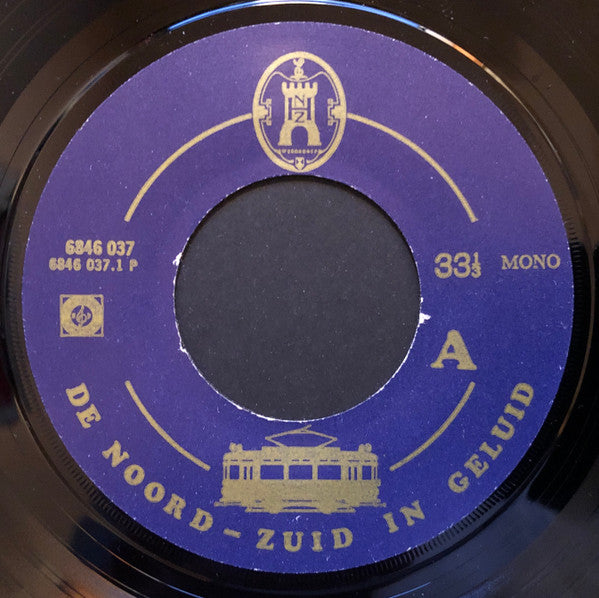 N
Z
6846 037
6846 037.1 P
33⅓ MONO
A
DE NOORD - ZUID IN GELUID